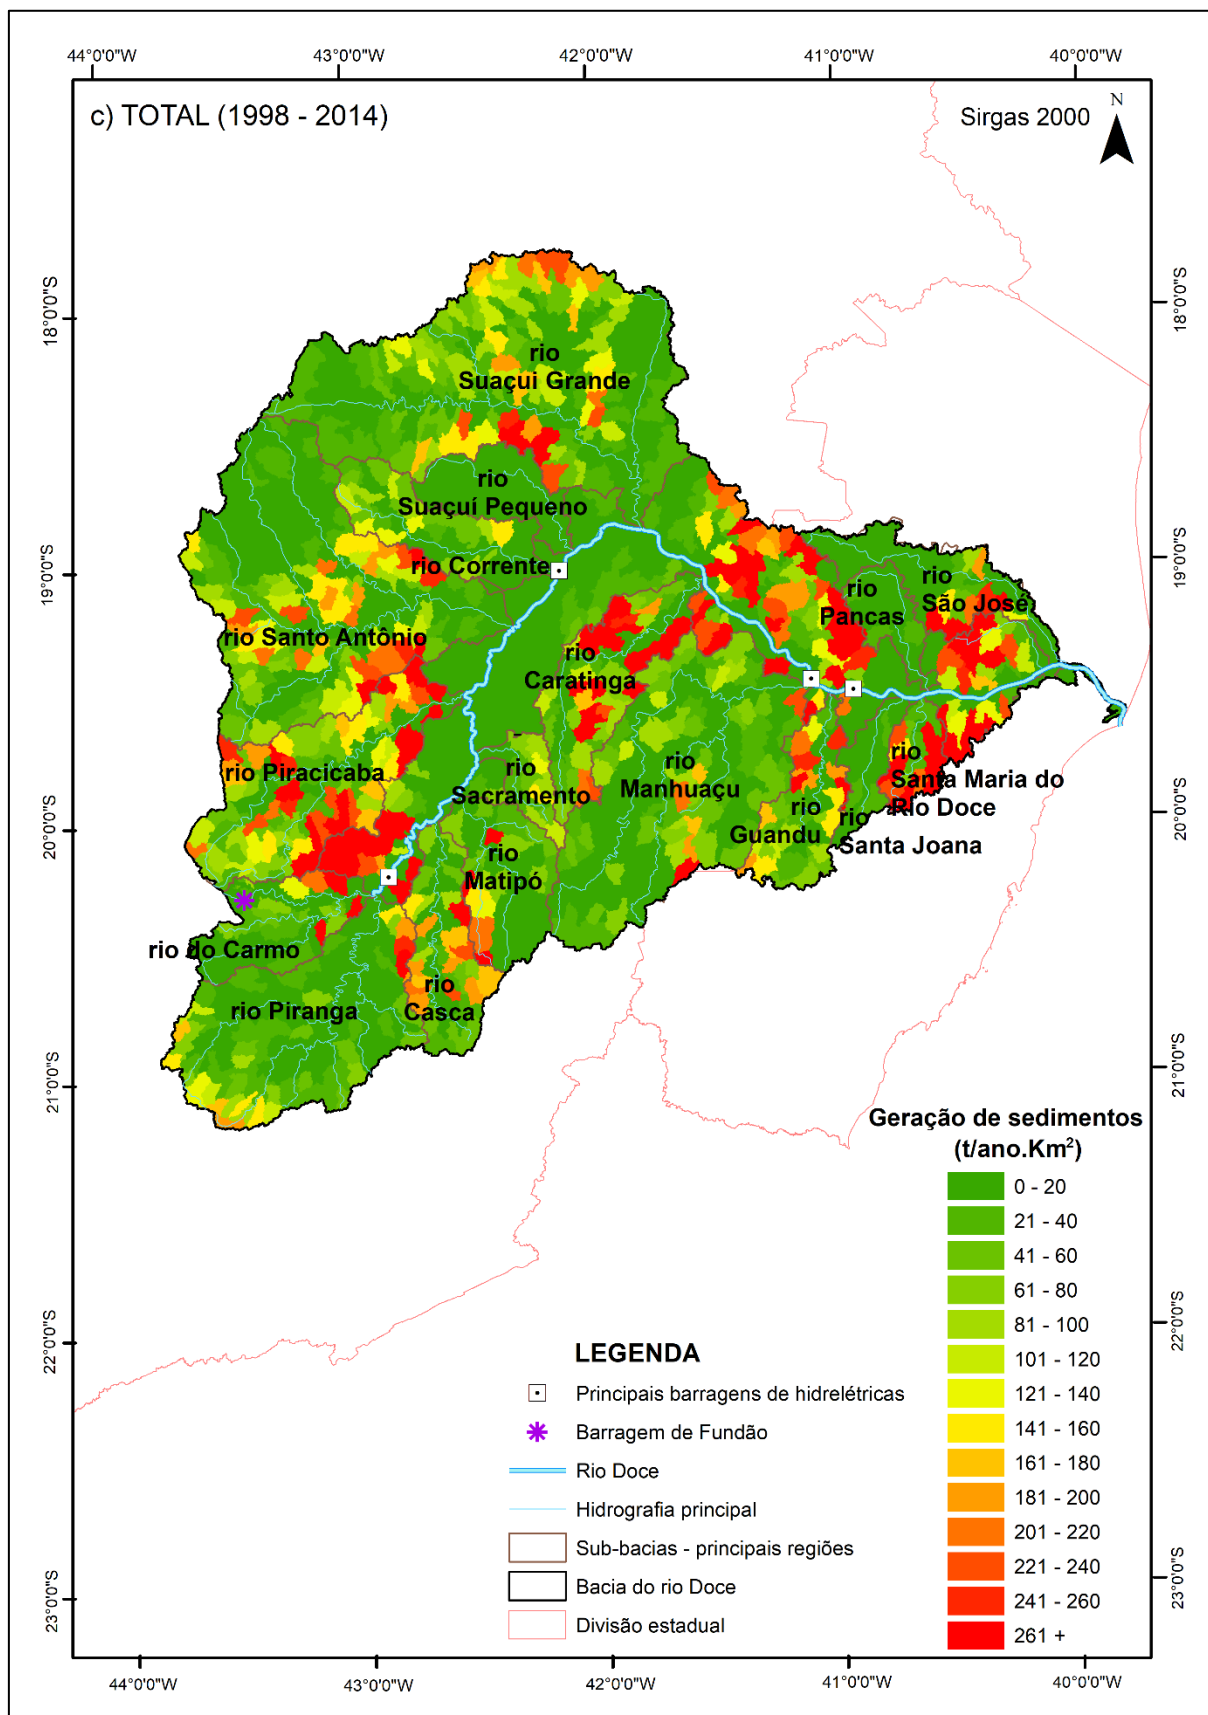 44°0'0"W 43°0'0"W 42°0'0"W 41°0'0"W 40°0'0"W
c) TOTAL (1998 - 2014)
Sirgas 2000
N
18°0'0"S
18°0'0"S
rio
Suaçui Grande
rio
Suaçuí Pequeno
19°0'0"S
19°0'0"S
rio Corrente
rio
Pancas
rio
São José
rio Santo Antônio
rio
Caratinga
rio Piracicaba
rio
Sacramento
rio
Manhuaçu
rio
Santa Maria do
Rio Doce
20°0'0"S
20°0'0"S
rio
Guandu
rio
Santa Joana
rio
Matipó
rio do Carmo
rio
Casca
rio Piranga
21°0'0"S
21°0'0"S
Geração de sedimentos
(t/ano.Km²)
0 - 20
21 - 40
41 - 60
61 - 80
81 - 100
101 - 120
121 - 140
141 - 160
161 - 180
181 - 200
201 - 220
221 - 240
241 - 260
261 +
22°0'0"S
22°0'0"S
LEGENDA
Principais barragens de hidrelétricas
Barragem de Fundão
Rio Doce
Hidrografia principal
Sub-bacias - principais regiões
Bacia do rio Doce
Divisão estadual
23°0'0"S
23°0'0"S
44°0'0"W 43°0'0"W 42°0'0"W 41°0'0"W 40°0'0"W